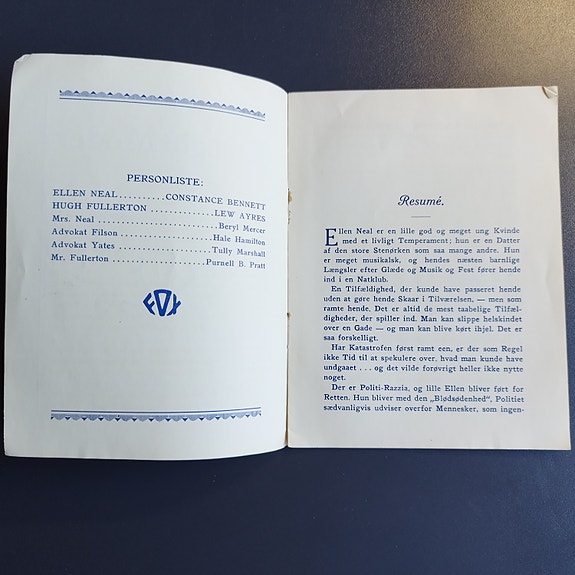 PERSONLISTE:
ELLEN NEAL..........CONSTANCE BENNETT
HUGH FULLERTON ..............LEW AYRES
Mrs. Neal ..........................Beryl Mercer
Advokat Filson ......................Hale Hamilton
Advokat Yates ......................Tully Marshall
Mr. Fullerton ......................Purnell B. Pratt
FOX
Resumé.
Ellen Neal er en lille god og meget ung Kvinde
med et livligt Temperament; hun er en Datter
af den store Stenørken som saa mange andre. Hun
er meget musikalsk, og hendes næsten barnlige
Længsler efter Glæde og Musik og Fest fører hende
ind i en Natklub.
En Tilfældighed, der kunde have passeret hende
uden at gøre hende Skaar i Tilværelsen, — men som
ramte hende. Det er altid de mest taabelige Tilfæl-
digheder, der spiller ind. Man kan slippe helskindet
over en Gade — og man kan blive kørt ihjel. Det er
saa forskelligt.
Har Katastrofen først ramt een, er der som Regel
ikke Tid til at spekulere over, hvad man kunde have
undgaaet . . . og det vilde forøvrigt heller ikke nytte
noget.
Der er Politi-Razzia, og lille Ellen bliver ført for
Retten. Hun bliver med den „Blødsødenhed", Politiet
sædvanligvis udviser overfor Mennesker, som ingen-